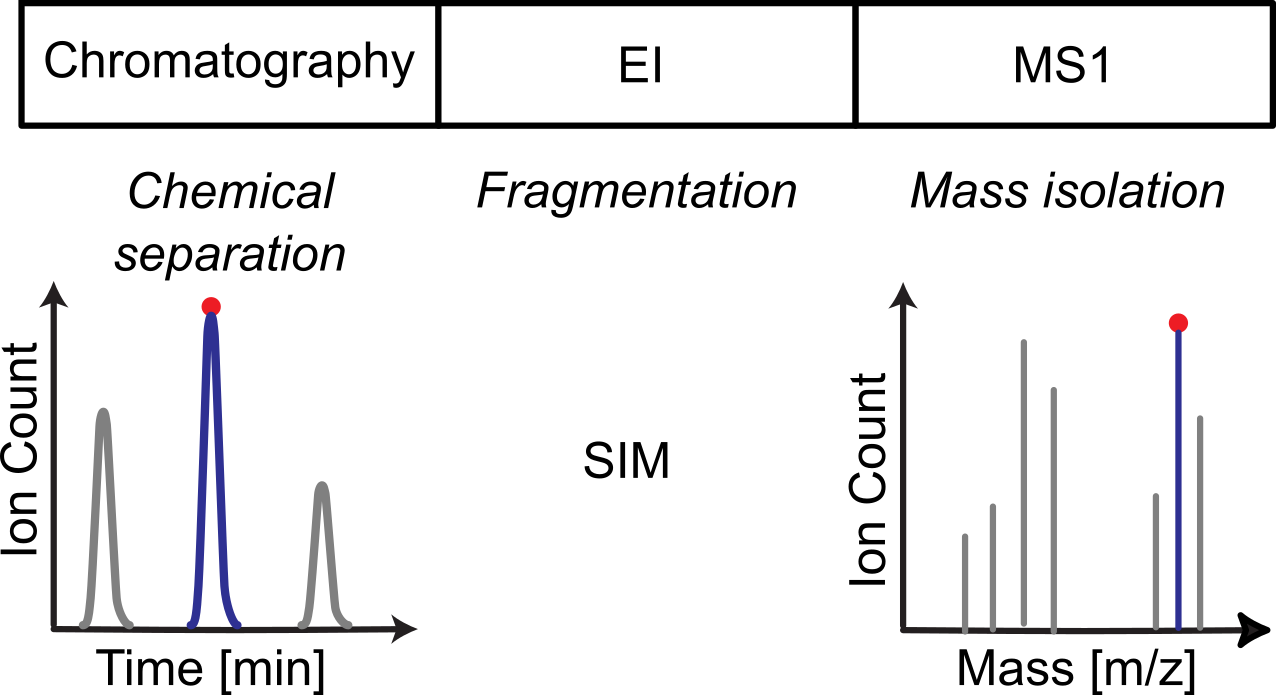 Chromatography
EI
MS1
Chemical
separation
Fragmentation
Mass isolation
Ion Count
Time [min]
SIM
Ion Count
Mass [m/z]